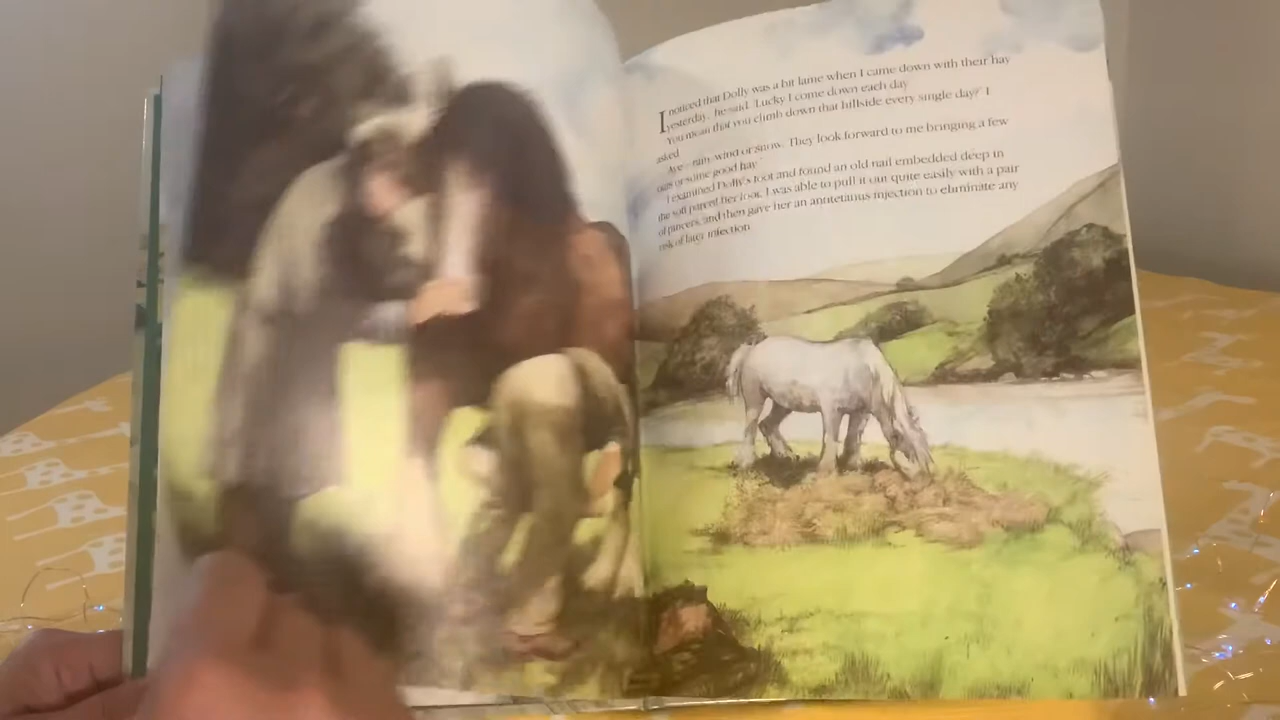 I noticed that Dolly was a bit lame when I came down with their hay
yesterday,' he said. 'Lucky I come down each day.'
'You mean that you climb down that hillside every single day?' I
asked.
'Aye – rain, wind or snow. They look forward to me bringing a few
oats or some good hay.'
I examined Dolly's foot and found an old nail embedded deep in
the soft part of her foot. I was able to pull it out quite easily with a pair
of pincers, and then gave her an antitetanus injection to eliminate any
risk of later infection.